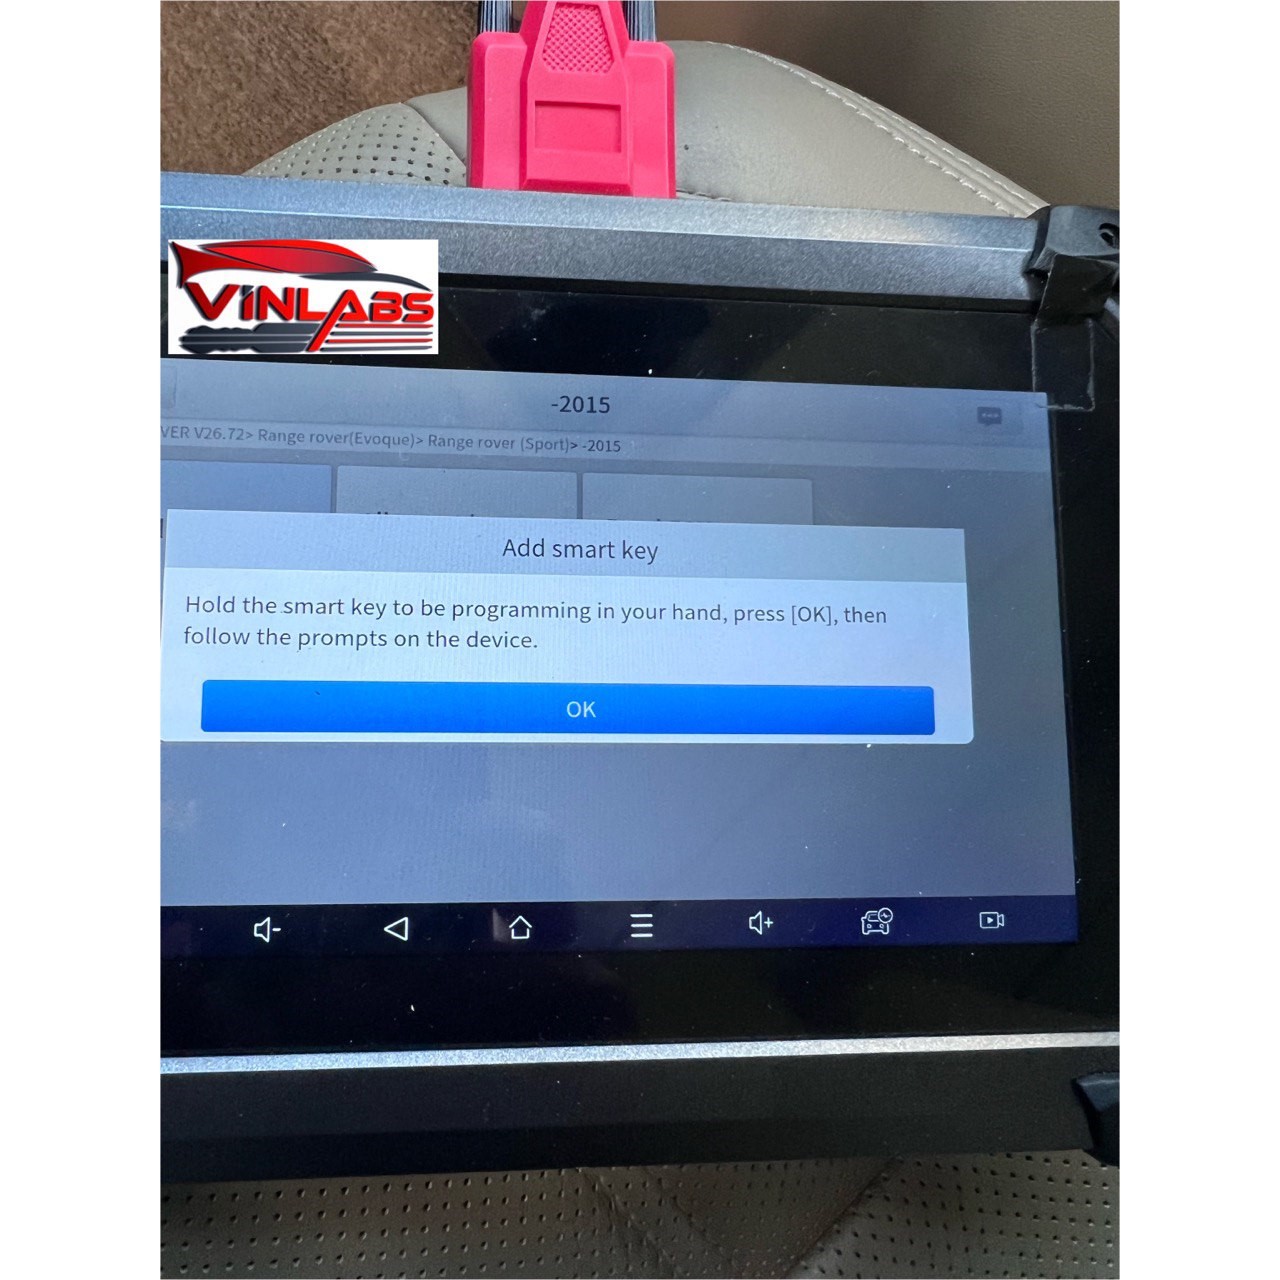 VINLABS
-2015
VER V26.72> Range rover(Evoque)> Range rover (Sport)> -2015
Add smart key
Hold the smart key to be programming in your hand, press [OK], then
follow the prompts on the device.
OK